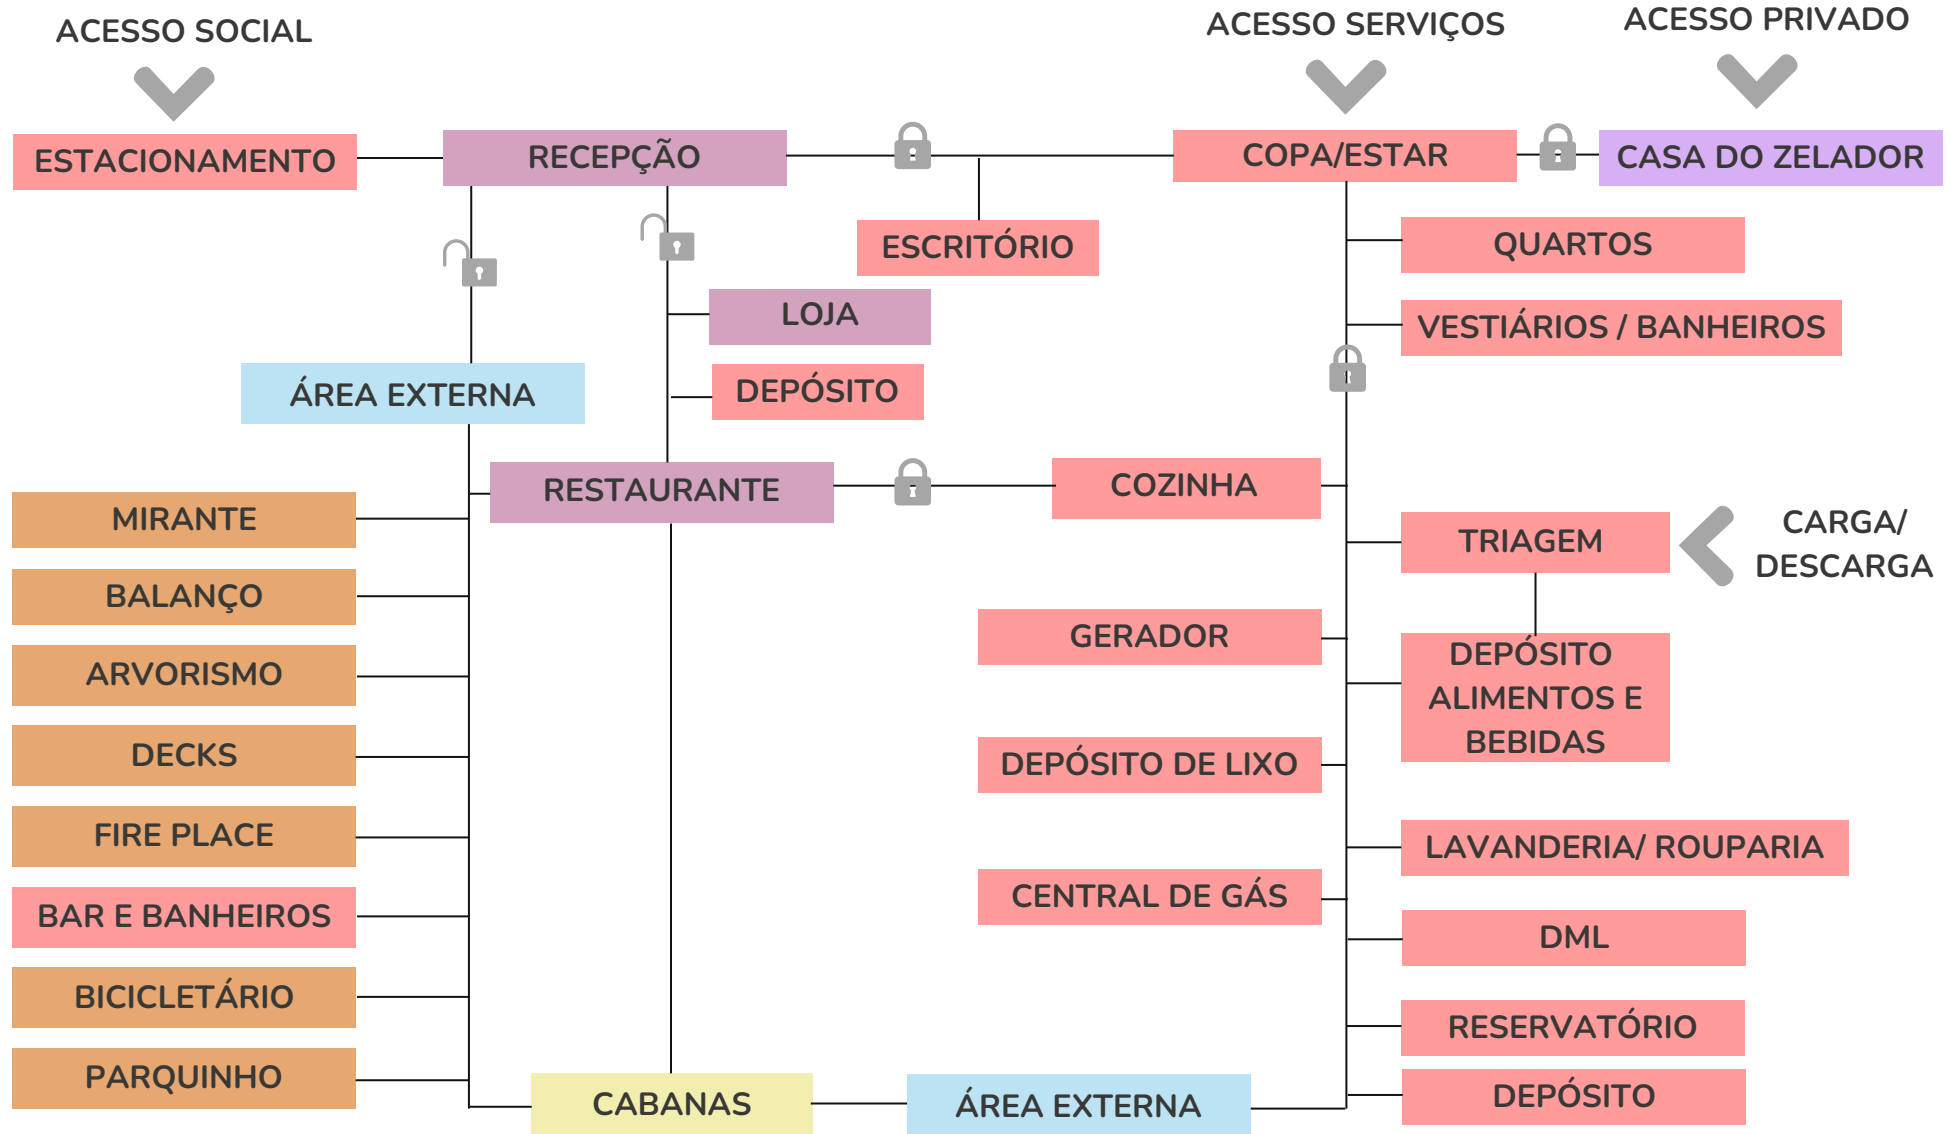 ACESSO SOCIAL
ACESSO SERVIÇOS
ACESSO PRIVADO
ESTACIONAMENTO
RECEPÇÃO
COPA/ESTAR
CASA DO ZELADOR
ESCRITÓRIO
QUARTOS
LOJA
VESTIÁRIOS / BANHEIROS
ÁREA EXTERNA
DEPÓSITO
RESTAURANTE
COZINHA
MIRANTE
TRIAGEM
CARGA/
DESCARGA
BALANÇO
GERADOR
ARVORISMO
DEPÓSITO
ALIMENTOS E
BEBIDAS
DECKS
DEPÓSITO DE LIXO
FIRE PLACE
LAVANDERIA/ ROUPARIA
BAR E BANHEIROS
CENTRAL DE GÁS
DML
BICICLETÁRIO
RESERVATÓRIO
PARQUINHO
CABANAS
ÁREA EXTERNA
DEPÓSITO